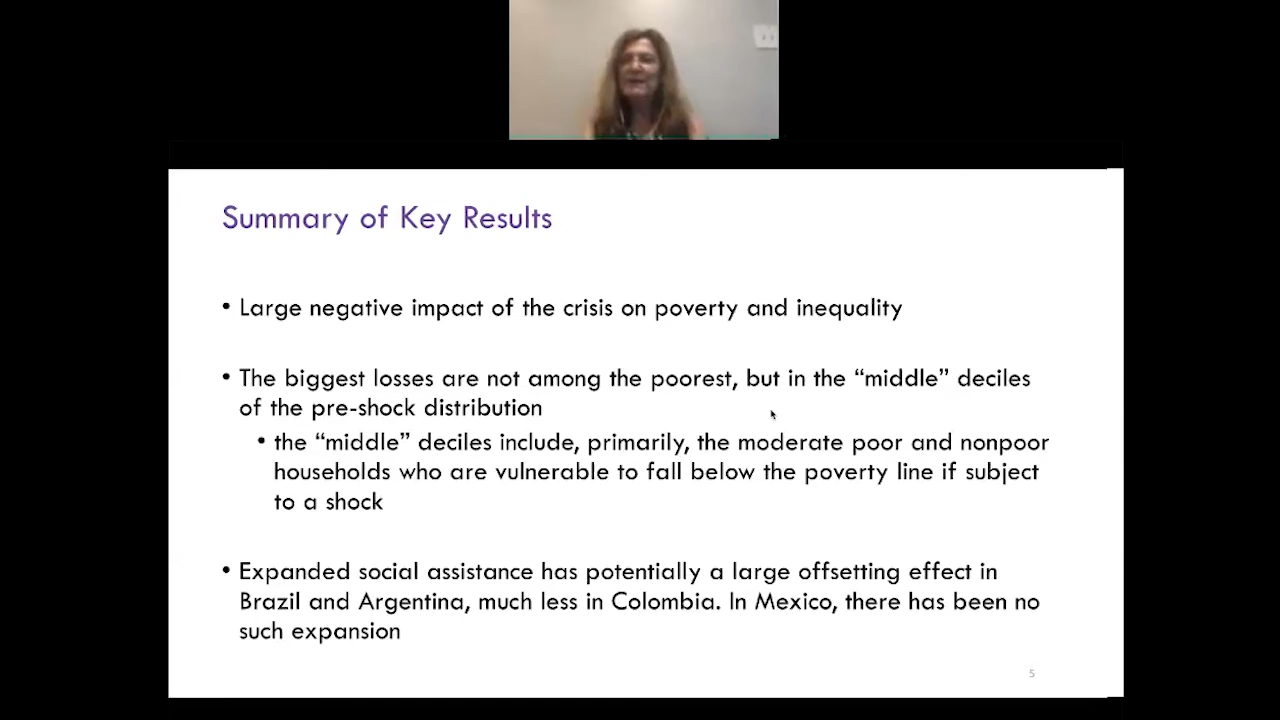 Summary of Key Results
• Large negative impact of the crisis on poverty and inequality
• The biggest losses are not among the poorest, but in the “middle” deciles
of the pre-shock distribution
• the “middle” deciles include, primarily, the moderate poor and nonpoor
households who are vulnerable to fall below the poverty line if subject
to a shock
• Expanded social assistance has potentially a large offsetting effect in
Brazil and Argentina, much less in Colombia. In Mexico, there has been no
such expansion
5